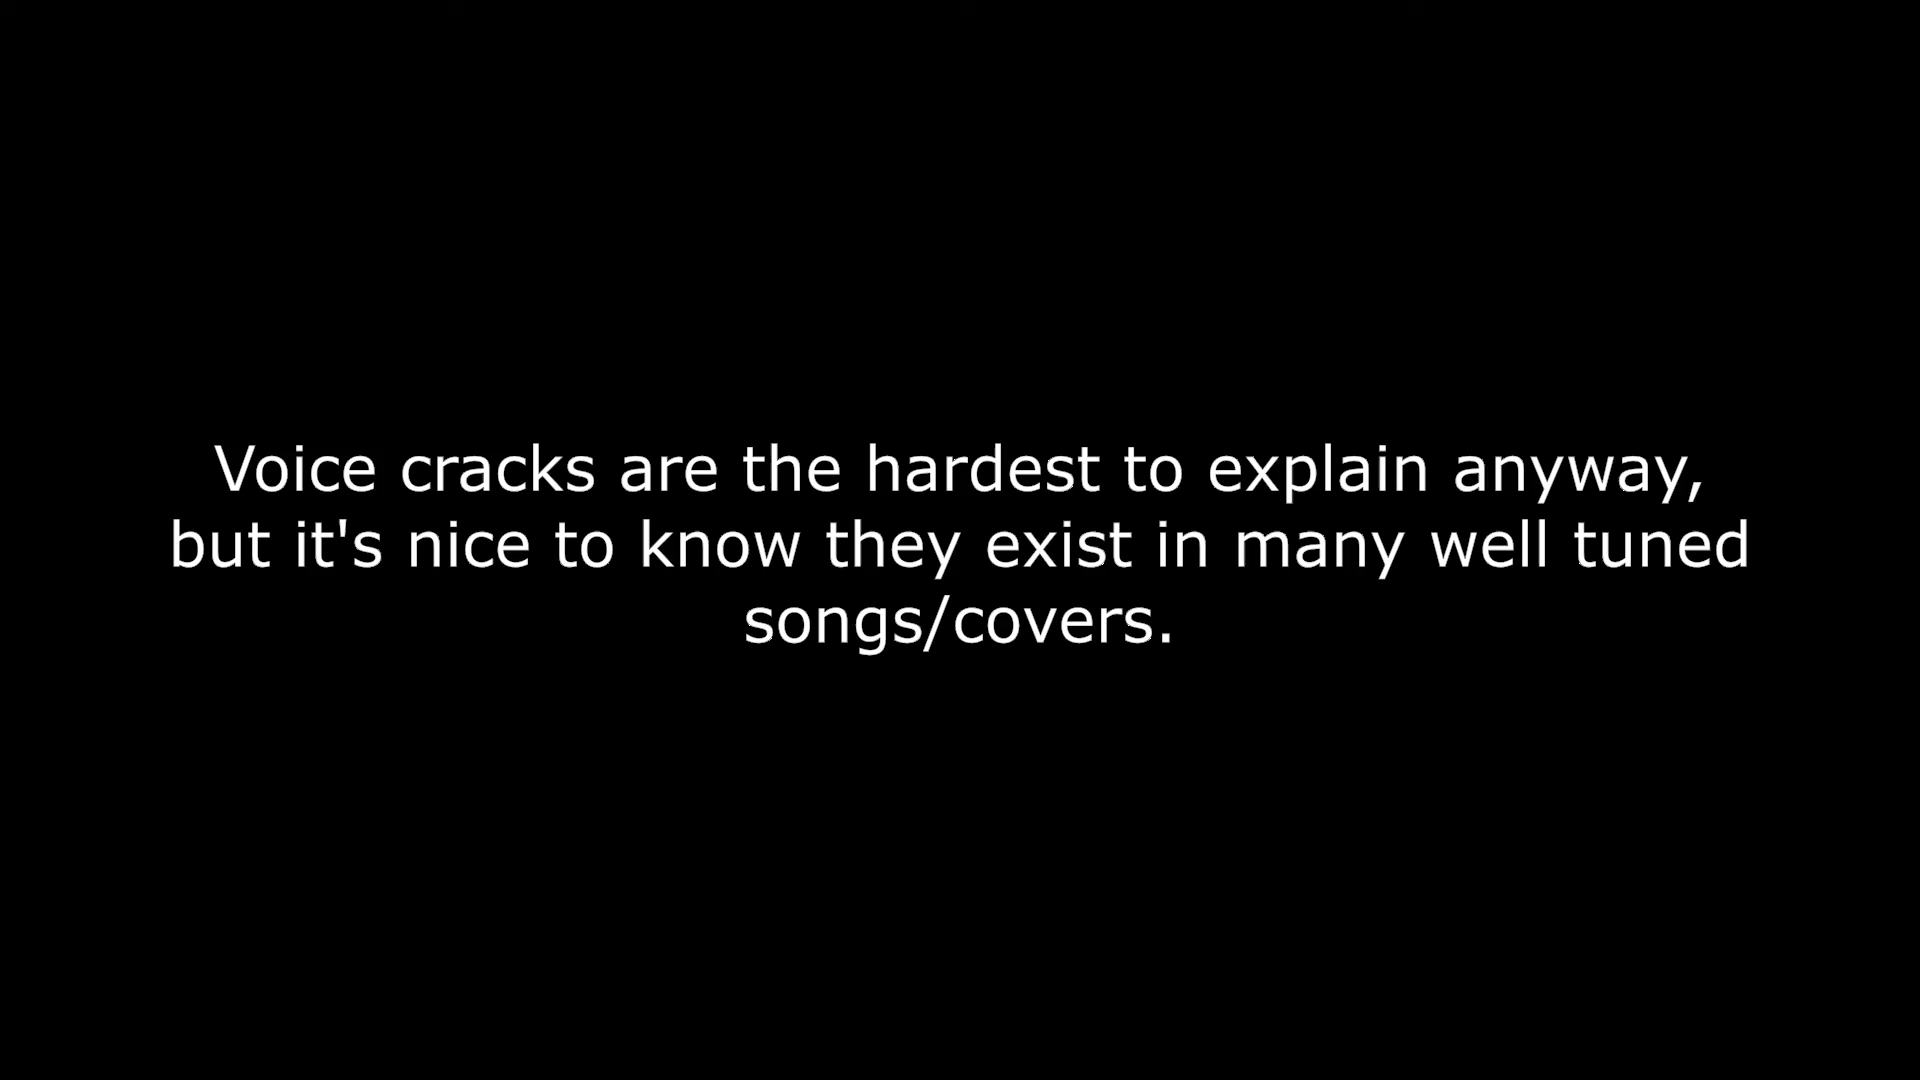 Voice cracks are the hardest to explain anyway,
but it's nice to know they exist in many well tuned
songs/covers.